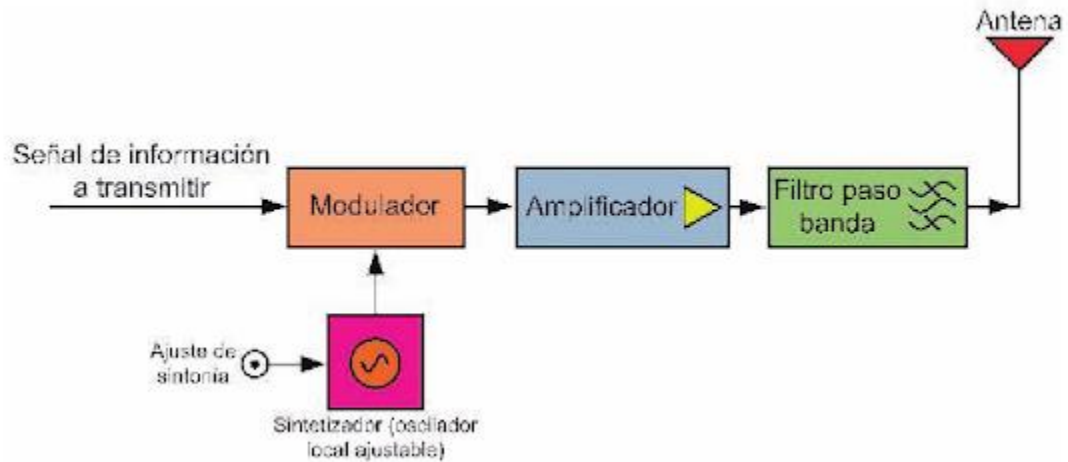 Antena
Señal de información
a transmitir
Modulador
Amplificador
Filtro paso
banda
Ajuste de
sintonía
Sintetizador (oscilador
local ajustable)